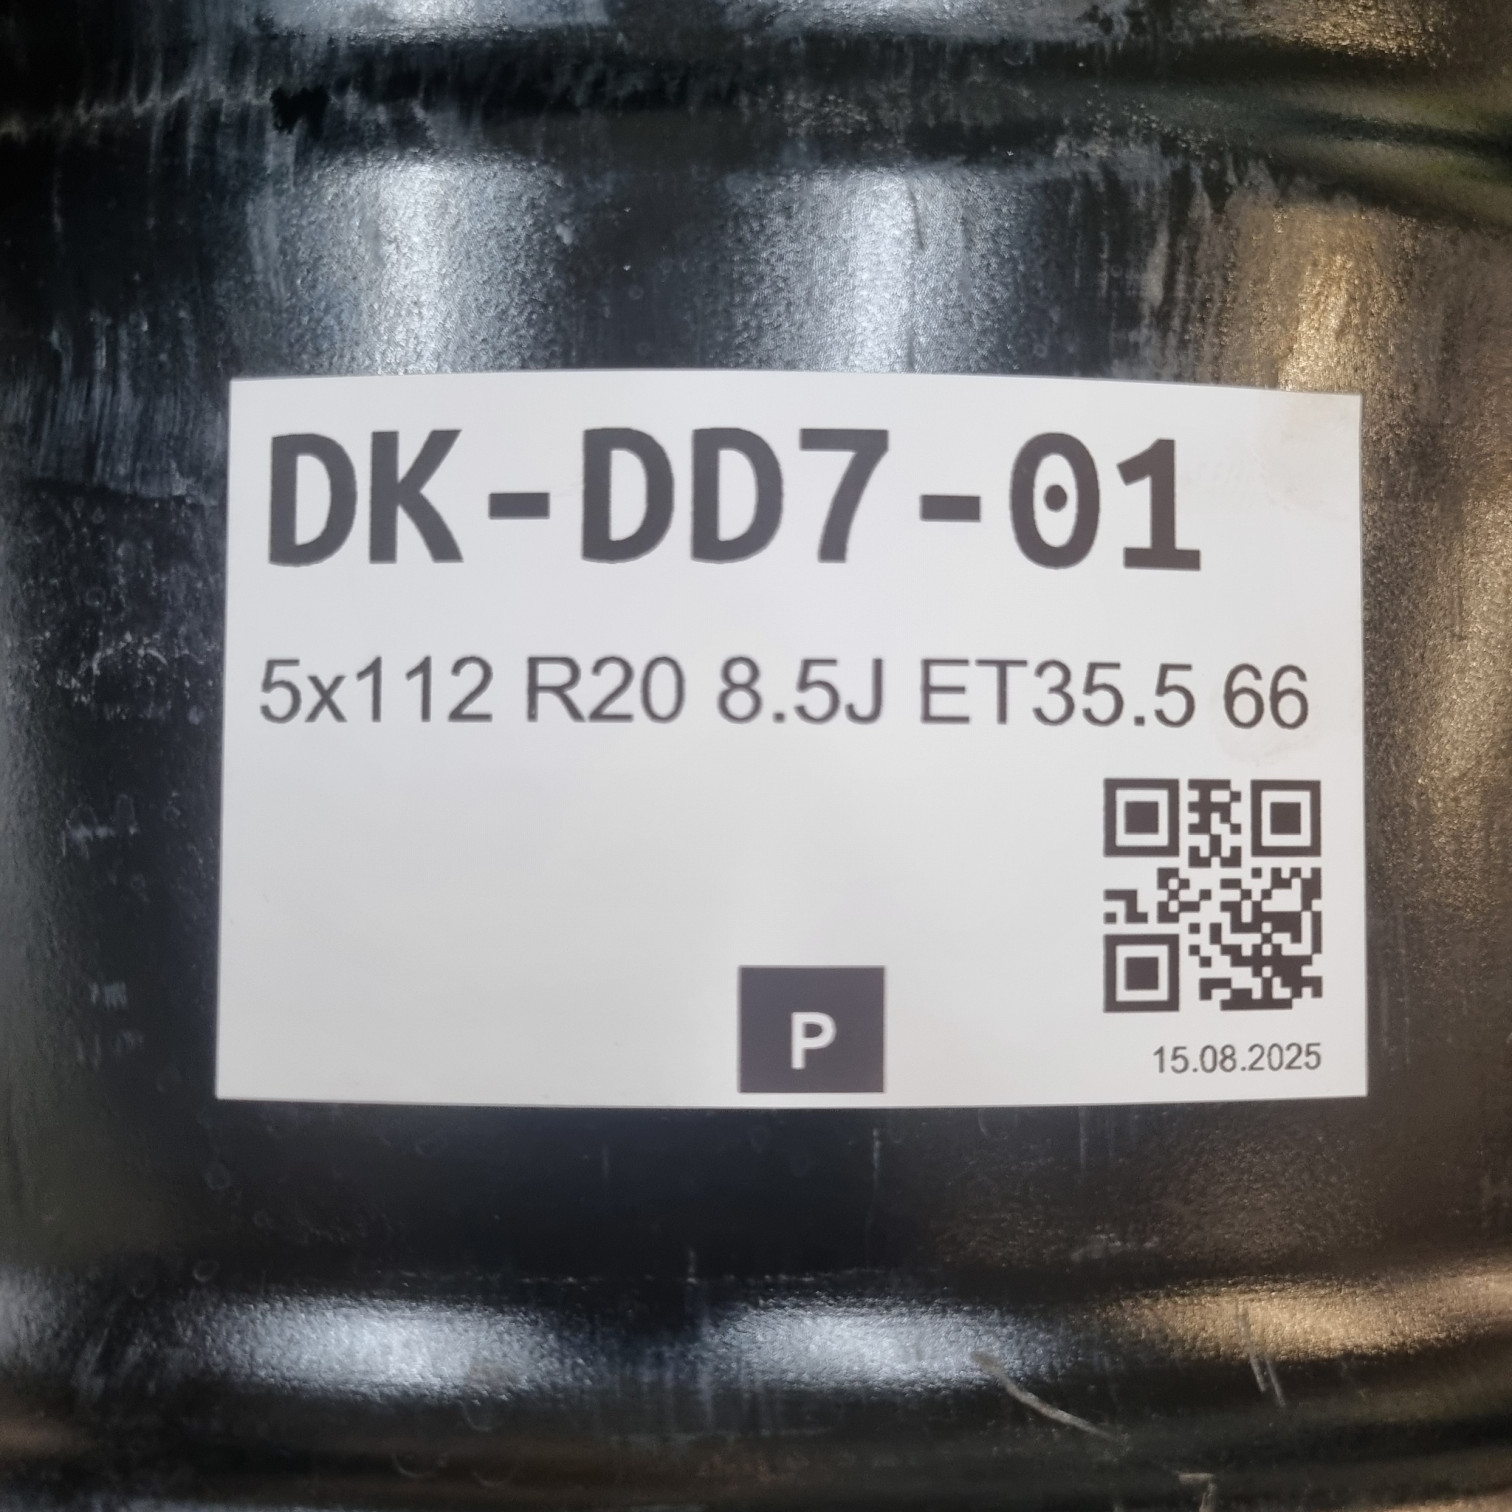 DK-DD7-01
5x112 R20 8.5J ET35.5 66
P
15.08.2025